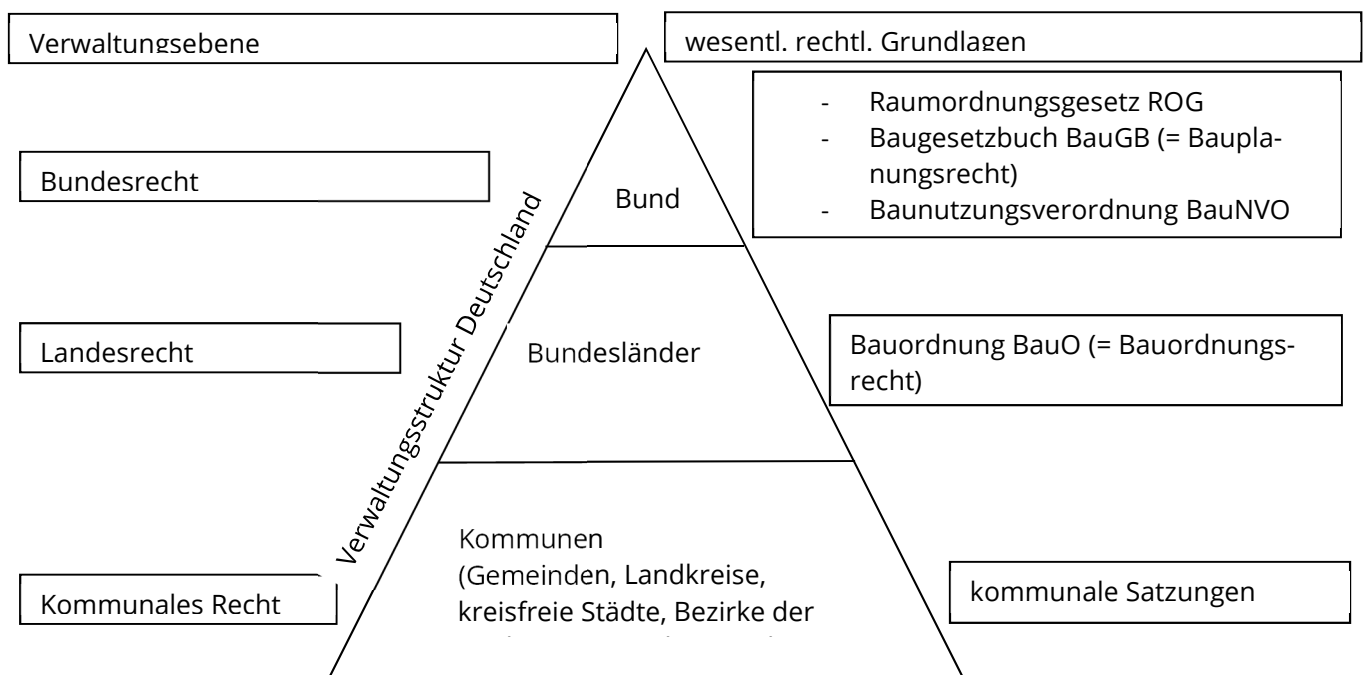 Verwaltungsebene
wesentl. rechtl. Grundlagen
- Raumordnungsgesetz ROG
- Baugesetzbuch BauGB (= Baupla-
nungsrecht)
- Baunutzungsverordnung BauNVO
Bundesrecht
Bund
Verwaltungsstruktur Deutschland
Landesrecht
Bundesländer
Bauordnung BauO (= Bauordnungs-
recht)
Kommunen
(Gemeinden, Landkreise,
kreisfreie Städte, Bezirke der
Kommunales Recht
kommunale Satzungen